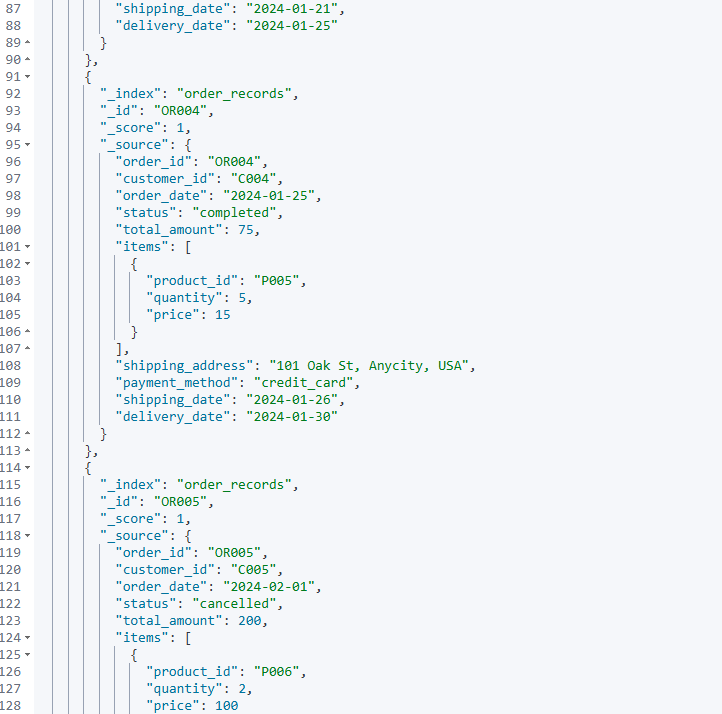 87 "shipping_date": "2024-01-21",
88 "delivery_date": "2024-01-25"
89 }
90 },
91 {
92 "_index": "order_records",
93 "_id": "OR004",
94 "_score": 1,
95 "_source": {
96 "order_id": "OR004",
97 "customer_id": "C004",
98 "order_date": "2024-01-25",
99 "status": "completed",
100 "total_amount": 75,
101 "items": [
102 {
103 "product_id": "P005",
104 "quantity": 5,
105 "price": 15
106 }
107 ],
108 "shipping_address": "101 Oak St, Anycity, USA",
109 "payment_method": "credit_card",
110 "shipping_date": "2024-01-26",
111 "delivery_date": "2024-01-30"
112 }
113 },
114 {
115 "_index": "order_records",
116 "_id": "OR005",
117 "_score": 1,
118 "_source": {
119 "order_id": "OR005",
120 "customer_id": "C005",
121 "order_date": "2024-02-01",
122 "status": "cancelled",
123 "total_amount": 200,
124 "items": [
125 {
126 "product_id": "P006",
127 "quantity": 2,
128 "price": 100